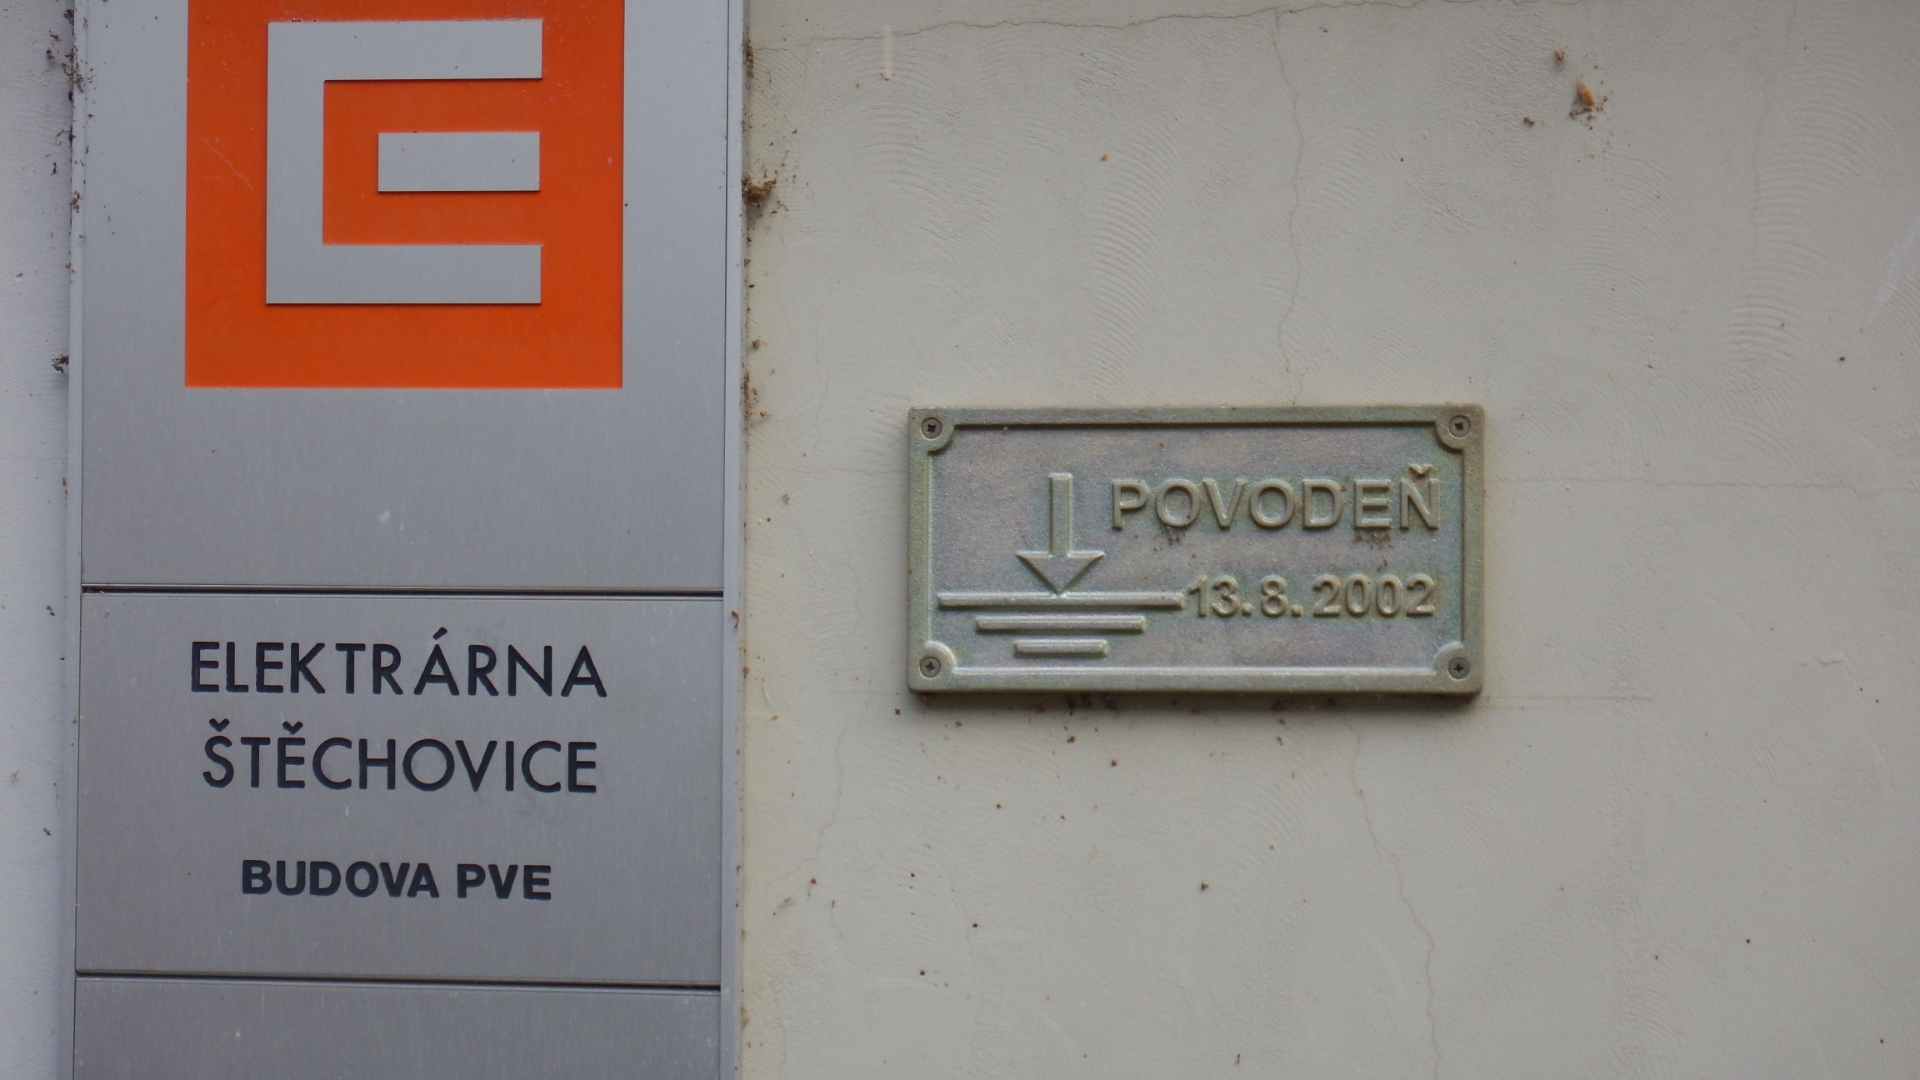 ELEKTRÁRNA
ŠTĚCHOVICE
BUDOVA PVE
POVODEŇ
13.8.2002